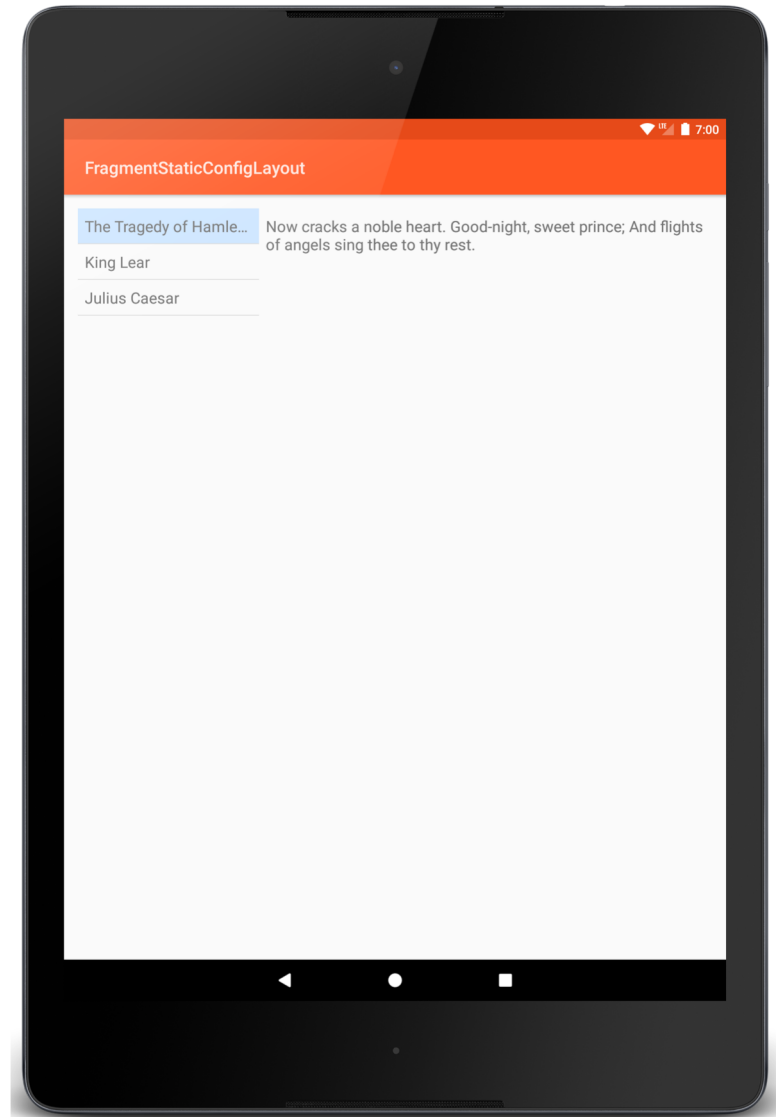 LTE 7:00
FragmentStaticConfigLayout
The Tragedy of Hamle...
King Lear
Julius Caesar
Now cracks a noble heart. Good-night, sweet prince; And flights
of angels sing thee to thy rest.